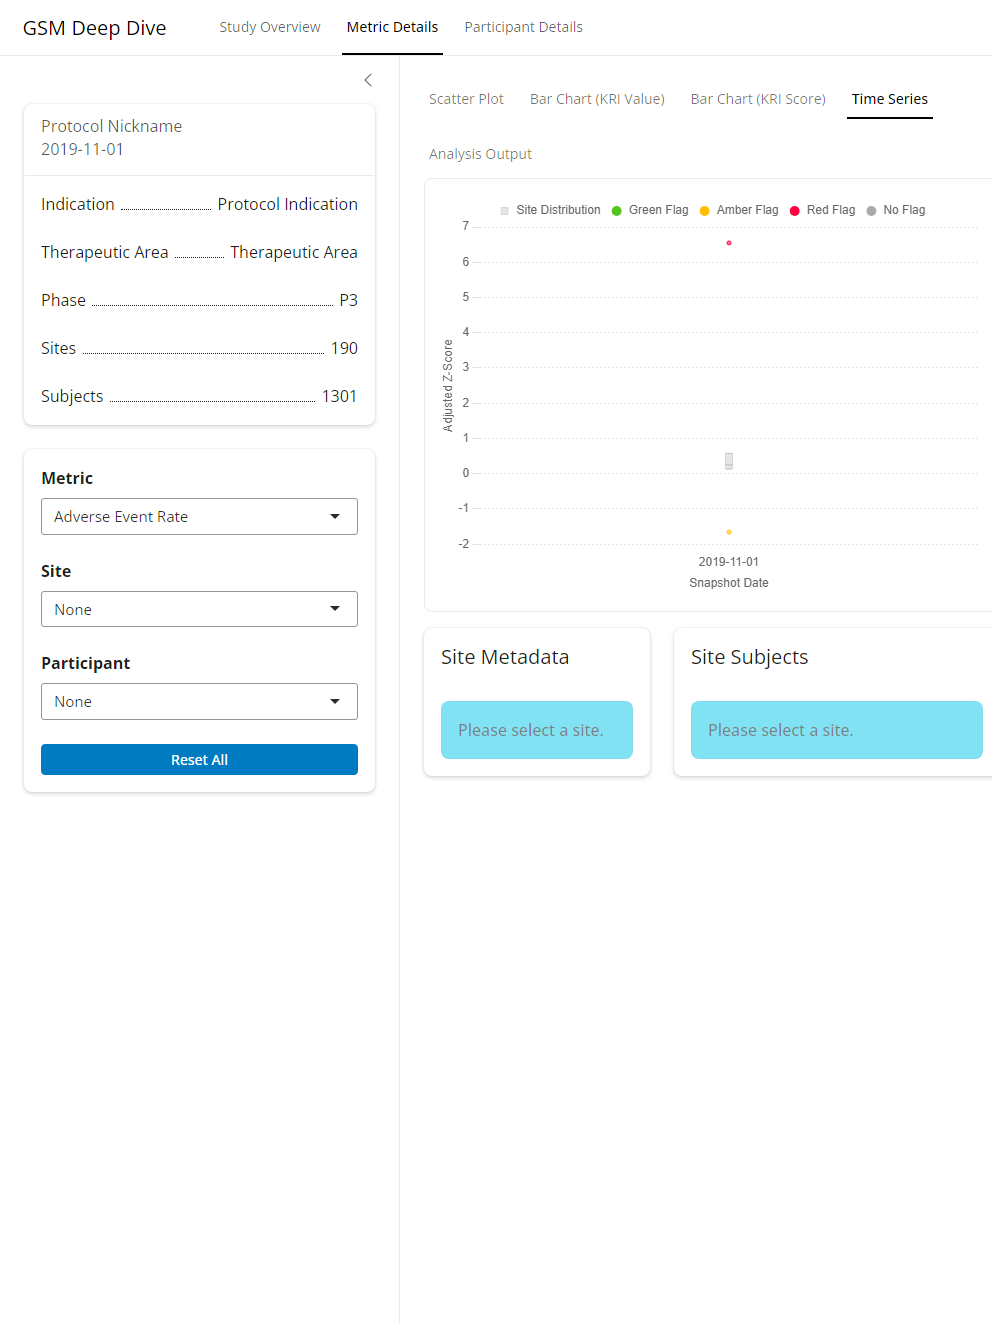 GSM Deep Dive
Study Overview
Metric Details
Participant Details
Protocol Nickname
2019-11-01
Indication Protocol Indication
Therapeutic Area Therapeutic Area
Phase P3
Sites 190
Subjects 1301
Metric
Adverse Event Rate
Site
None
Participant
None
Reset All
Scatter Plot
Bar Chart (KRI Value)
Bar Chart (KRI Score)
Time Series
Analysis Output
Site Distribution
Green Flag
Amber Flag
Red Flag
No Flag
7
6
5
4
3
2
1
0
-1
-2
Adjusted Z-Score
2019-11-01
Snapshot Date
Site Metadata
Please select a site.
Site Subjects
Please select a site.